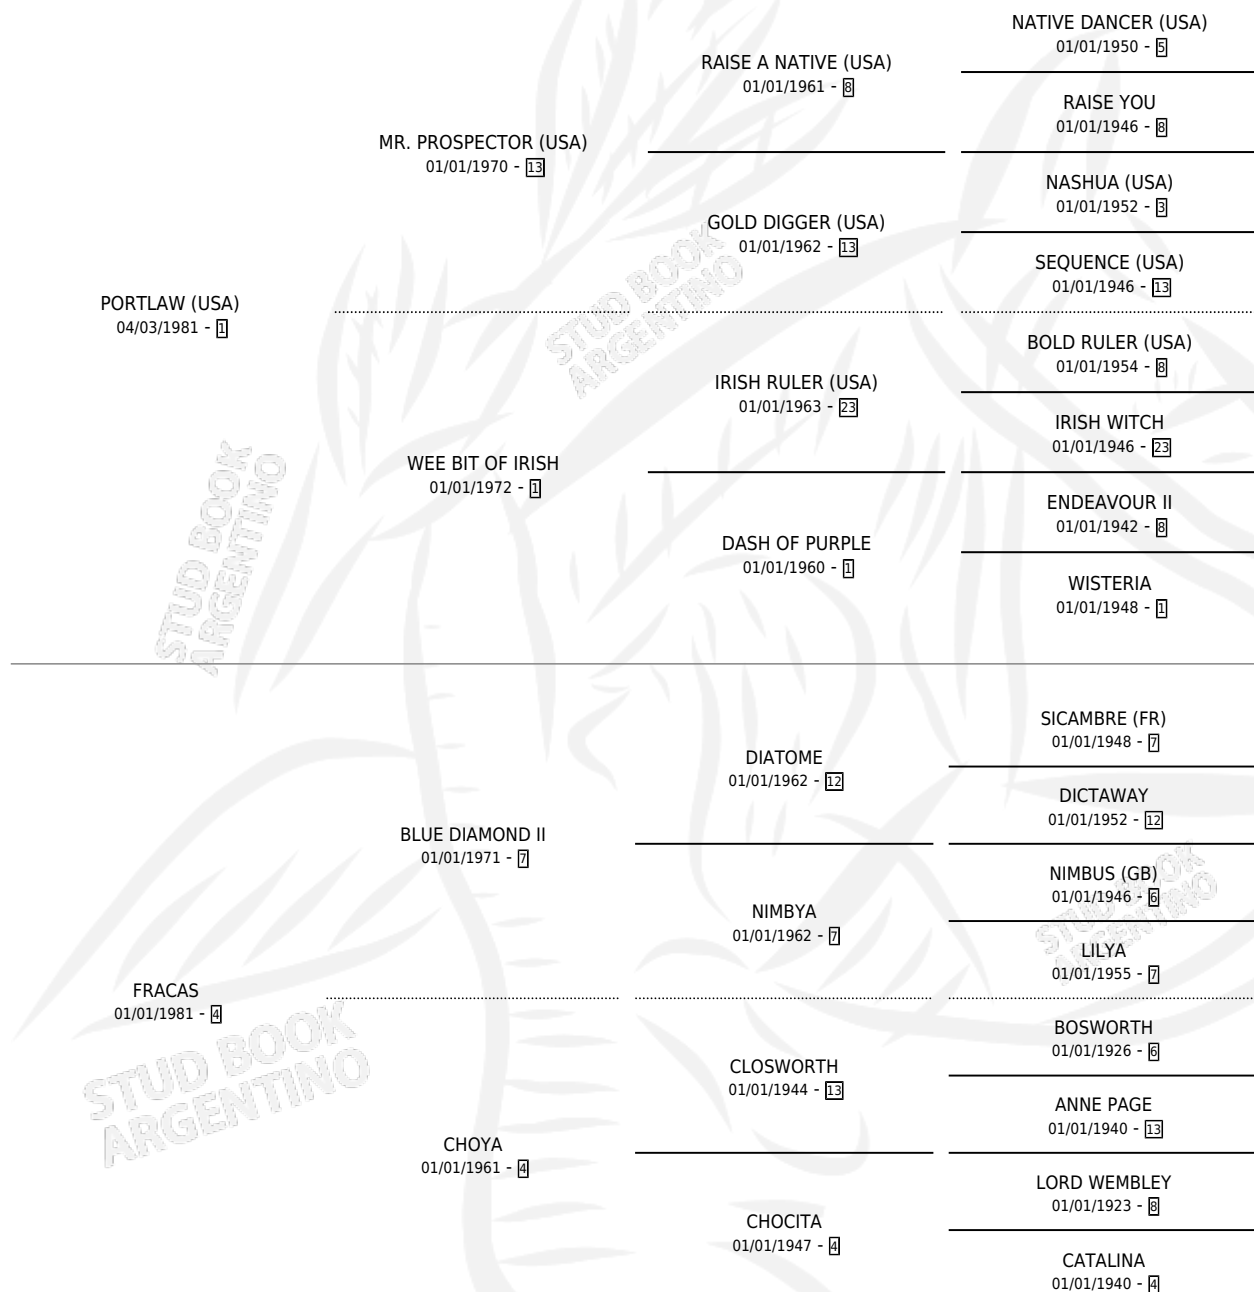 NATIVE DANCER (USA)
01/01/1950 - 5
RAISE A NATIVE (USA)
01/01/1961 - 8
RAISE YOU
01/01/1946 - 8
MR. PROSPECTOR (USA)
01/01/1970 - 13
NASHUA (USA)
01/01/1952 - 3
GOLD DIGGER (USA)
01/01/1962 - 13
SEQUENCE (USA)
01/01/1946 - 13
PORTLAW (USA)
04/03/1981 - 1
STUD BOOK
ARGENTINO
BOLD RULER (USA)
01/01/1954 - 8
IRISH RULER (USA)
01/01/1963 - 23
IRISH WITCH
01/01/1946 - 23
WEE BIT OF IRISH
01/01/1972 - 1
ENDEAVOUR II
01/01/1942 - 8
DASH OF PURPLE
01/01/1960 - 1
WISTERIA
01/01/1948 - 1
STUD BOOK
ARGENTINO
SICAMBRE (FR)
01/01/1948 - 7
DIATOME
01/01/1962 - 12
DICTAWAY
01/01/1952 - 12
BLUE DIAMOND II
01/01/1971 - 7
NIMBUS (GB)
01/01/1946 - 6
NIMBYA
01/01/1962 - 7
LILYA
01/01/1955 - 7
STUD BOOK
ARGENTINO
FRACAS
01/01/1981 - 4
BOSWORTH
01/01/1926 - 6
CLOSWORTH
01/01/1944 - 13
ANNE PAGE
01/01/1940 - 13
STUD BOOK
ARGENTINO
CHOYA
01/01/1961 - 4
LORD WEMBLEY
01/01/1923 - 8
CHOCITA
01/01/1947 - 4
CATALINA
01/01/1940 - 4